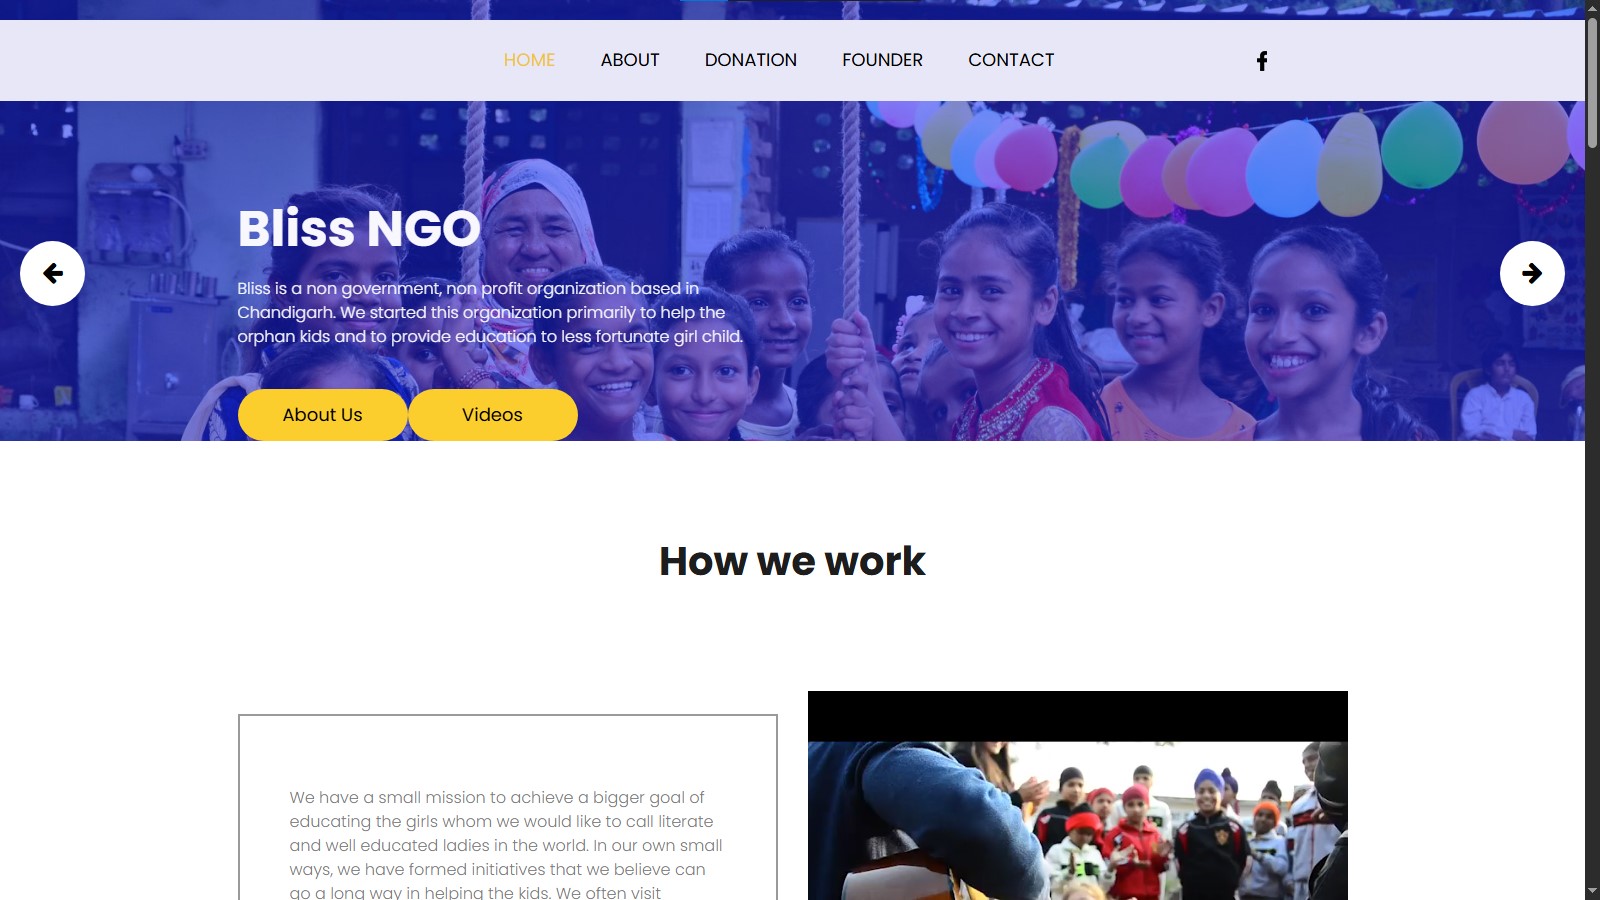 HOME ABOUT DONATION FOUNDER CONTACT
Bliss NGO
Bliss is a non government, non profit organization based in
Chandigarh. We started this organization primarily to help the
orphan kids and to provide education to less fortunate girl child.
About Us Videos
How we work
We have a small mission to achieve a bigger goal of
educating the girls whom we would like to call literate
and well educated ladies in the world. In our own small
ways, we have formed initiatives that we believe can
go a long way in helping the kids. We often visit